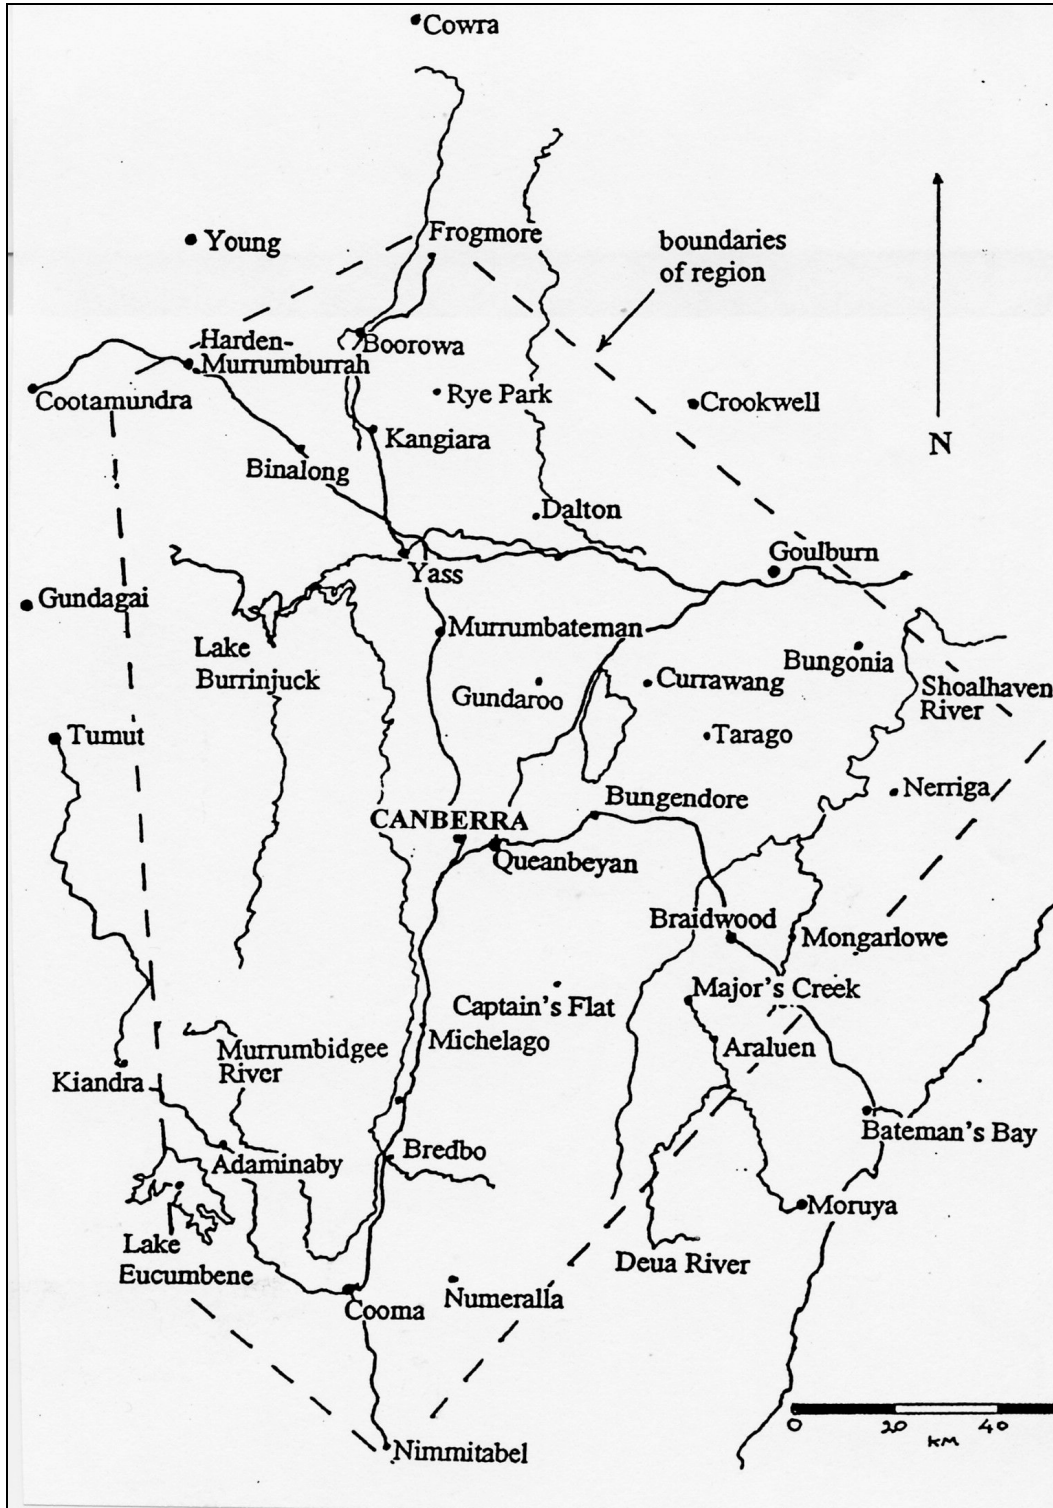 Cowra
Frogmore
Young
boundaries
of region
Harden-
Murrumburrah
Boorowa
Cootamundra
Rye Park
Crookwell
Kangiara
N
Binalong
Dalton
Goulburn
Yass
Gundagai
Murrumbateman
Lake
Burrinjuck
Bungonia
Gundaroo
Currawang
Shoalhaven
River
Tumut
Tarago
Nerriga
Bungendore
CANBERRA
Queanbeyan
Braidwood
Mongarlowe
Major's Creek
Captain's Flat
Michelago
Araluen
Murrumbidgee
River
Kiandra
Bateman's Bay
Bredbo
Adaminaby
Moruya
Lake
Eucumbene
Deua River
Numeralla
Cooma
0 20 40
KM
Nimmitabel